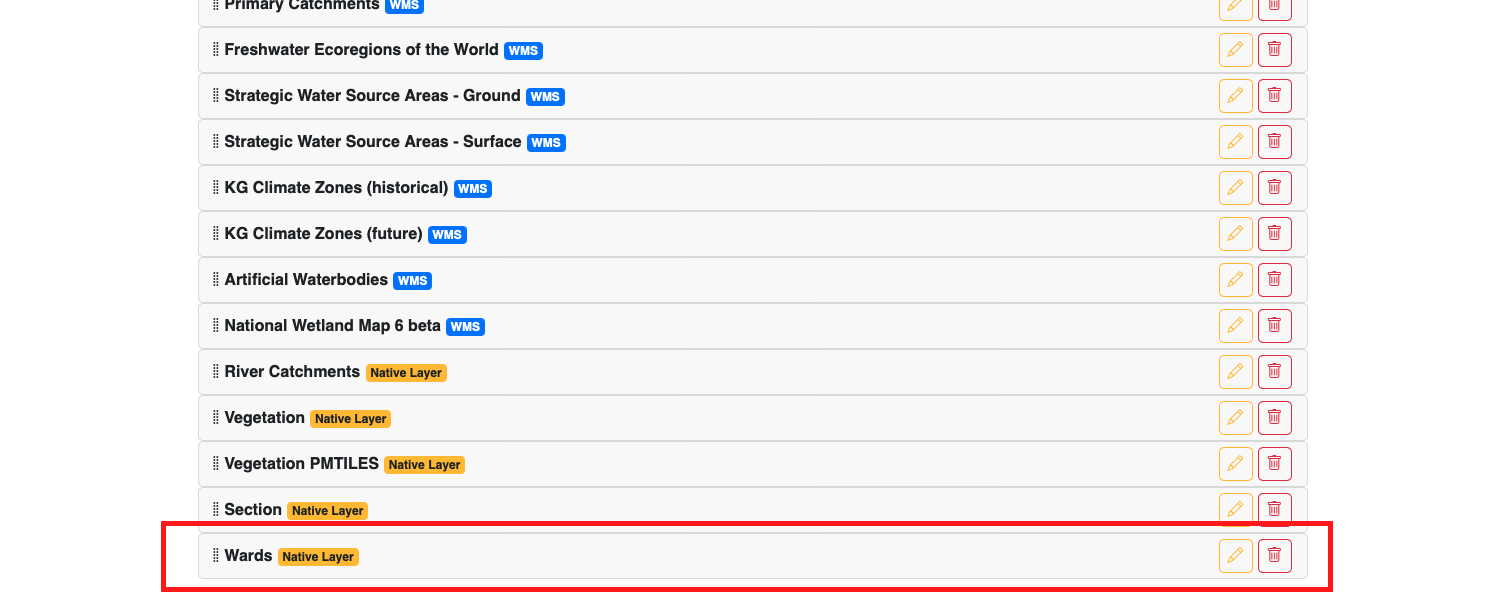 Primary Catchments WMS
Freshwater Ecoregions of the World WMS
Strategic Water Source Areas - Ground WMS
Strategic Water Source Areas - Surface WMS
KG Climate Zones (historical) WMS
KG Climate Zones (future) WMS
Artificial Waterbodies WMS
National Wetland Map 6 beta WMS
River Catchments Native Layer
Vegetation Native Layer
Vegetation PMTILES Native Layer
Section Native Layer
Wards Native Layer